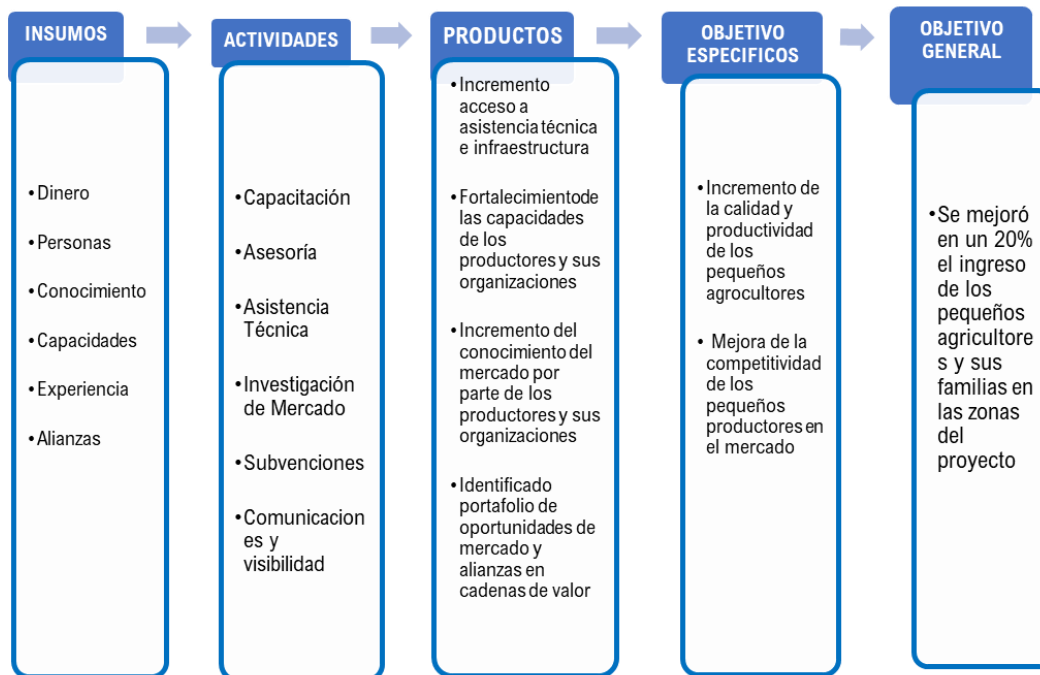 INSUMOS
• Dinero
• Personas
• Conocimiento
• Capacidades
• Experiencia
• Alianzas
ACTIVIDADES
• Capacitación
• Asesoría
• Asistencia
Técnica
• Investigación
de Mercado
• Subvenciones
• Comunicacion
es y
visibilidad
PRODUCTOS
• Incremento
acceso a
asistencia técnica
e infraestructura
• Fortalecimientode
las capacidades
de los
productores y sus
organizaciones
• Incremento del
conocimiento del
mercado por
parte de los
productores y sus
organizaciones
• Identificado
portafolio de
oportunidades de
mercado y
alianzas en
cadenas de valor
OBJETIVO
ESPECIFICOS
• Incremento de
la calidad y
productividad
de los
pequeños
agrocultores
• Mejora de la
competitividad
de los
pequeños
productores en
el mercado
OBJETIVO
GENERAL
• Se mejoró
en un 20%
el ingreso
de los
pequeños
agricultore
s y sus
familias en
las zonas
del
proyecto